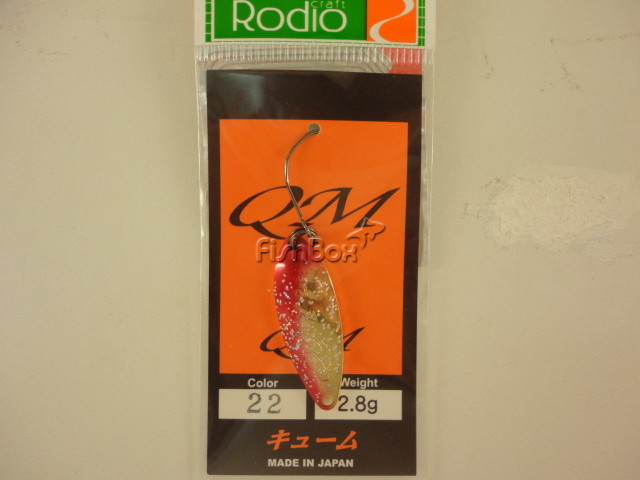 craft
Rodio
QM
FishBox
QM
Color
Weight
22
2.8g
キューム
MADE IN JAPAN